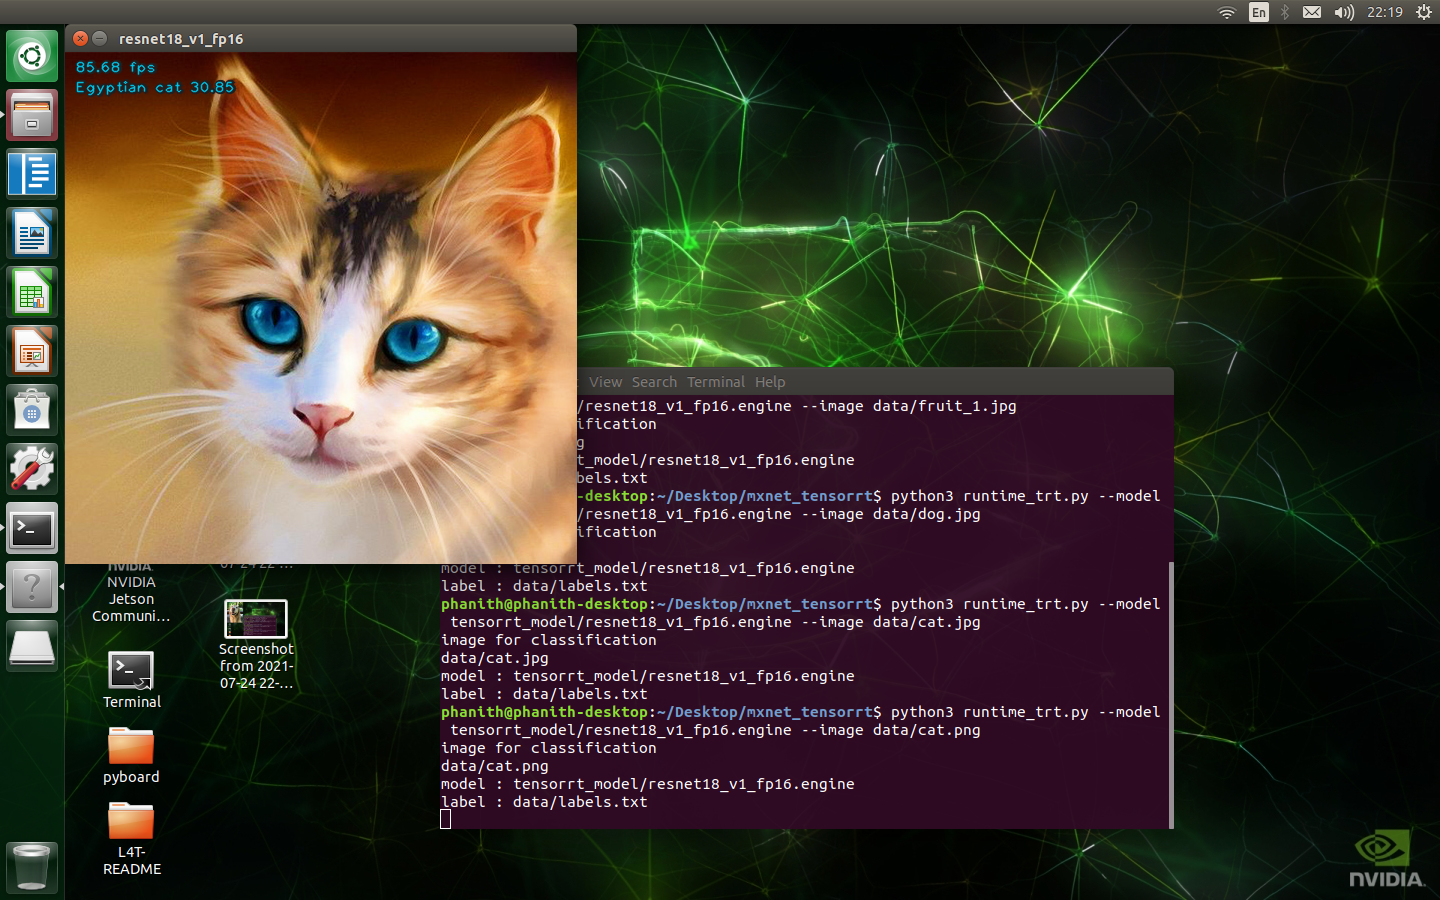 En
22:19
resnet18_v1_fp16
85.68 fps
Egyptian cat 30.85
View Search Terminal Help
/resnet18_v1_fp16.engine --image data/fruit_1.jpg
ification
g
t_model/resnet18_v1_fp16.engine
bels.txt
-desktop:~/Desktop/mxnet_tensorrt$ python3 runtime_trt.py --model
/resnet18_v1_fp16.engine --image data/dog.jpg
ification
model : tensorrt_model/resnet18_v1_fp16.engine
label : data/labels.txt
phanith@phanith-desktop:~/Desktop/mxnet_tensorrt$ python3 runtime_trt.py --model
tensorrt_model/resnet18_v1_fp16.engine --image data/cat.jpg
image for classification
data/cat.jpg
model : tensorrt_model/resnet18_v1_fp16.engine
label : data/labels.txt
phanith@phanith-desktop:~/Desktop/mxnet_tensorrt$ python3 runtime_trt.py --model
tensorrt_model/resnet18_v1_fp16.engine --image data/cat.png
image for classification
data/cat.png
model : tensorrt_model/resnet18_v1_fp16.engine
label : data/labels.txt
NVIDIA
Jetson
Communi...
07-24 22-...
Screenshot
from 2021-
07-24 22-...
Terminal
pyboard
L4T-
README
NVIDIA.